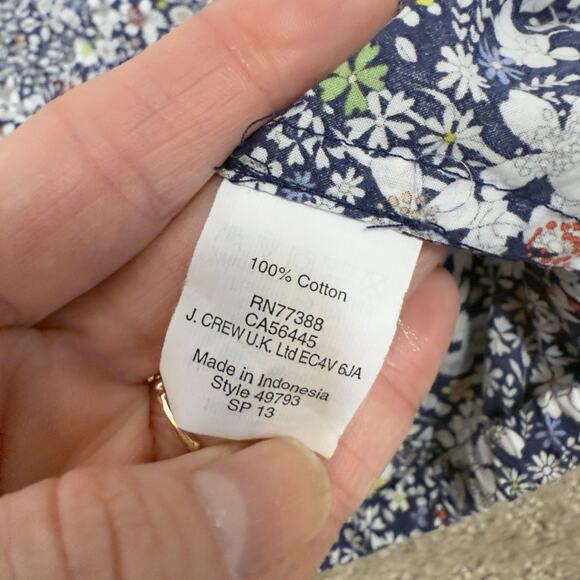 100% Cotton
RN77388
CA56445
J. CREW U.K. Ltd EC4V 6JA
Made in Indonesia
Style 49793
SP 13